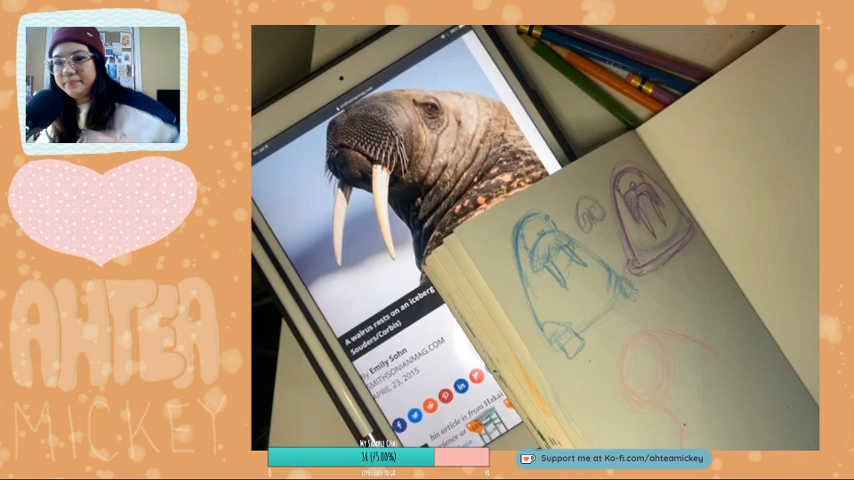 AHTEA
MICKEY
A walrus rests on an iceberg
Souders/Corbis)
By Emily Sohn
SMITHSONIANMAG.COM
APRIL 23, 2015
his article is from Hakai
My Sample Goal
36 (75.00%)
Support me at Ko-fi.com/ahteamickey